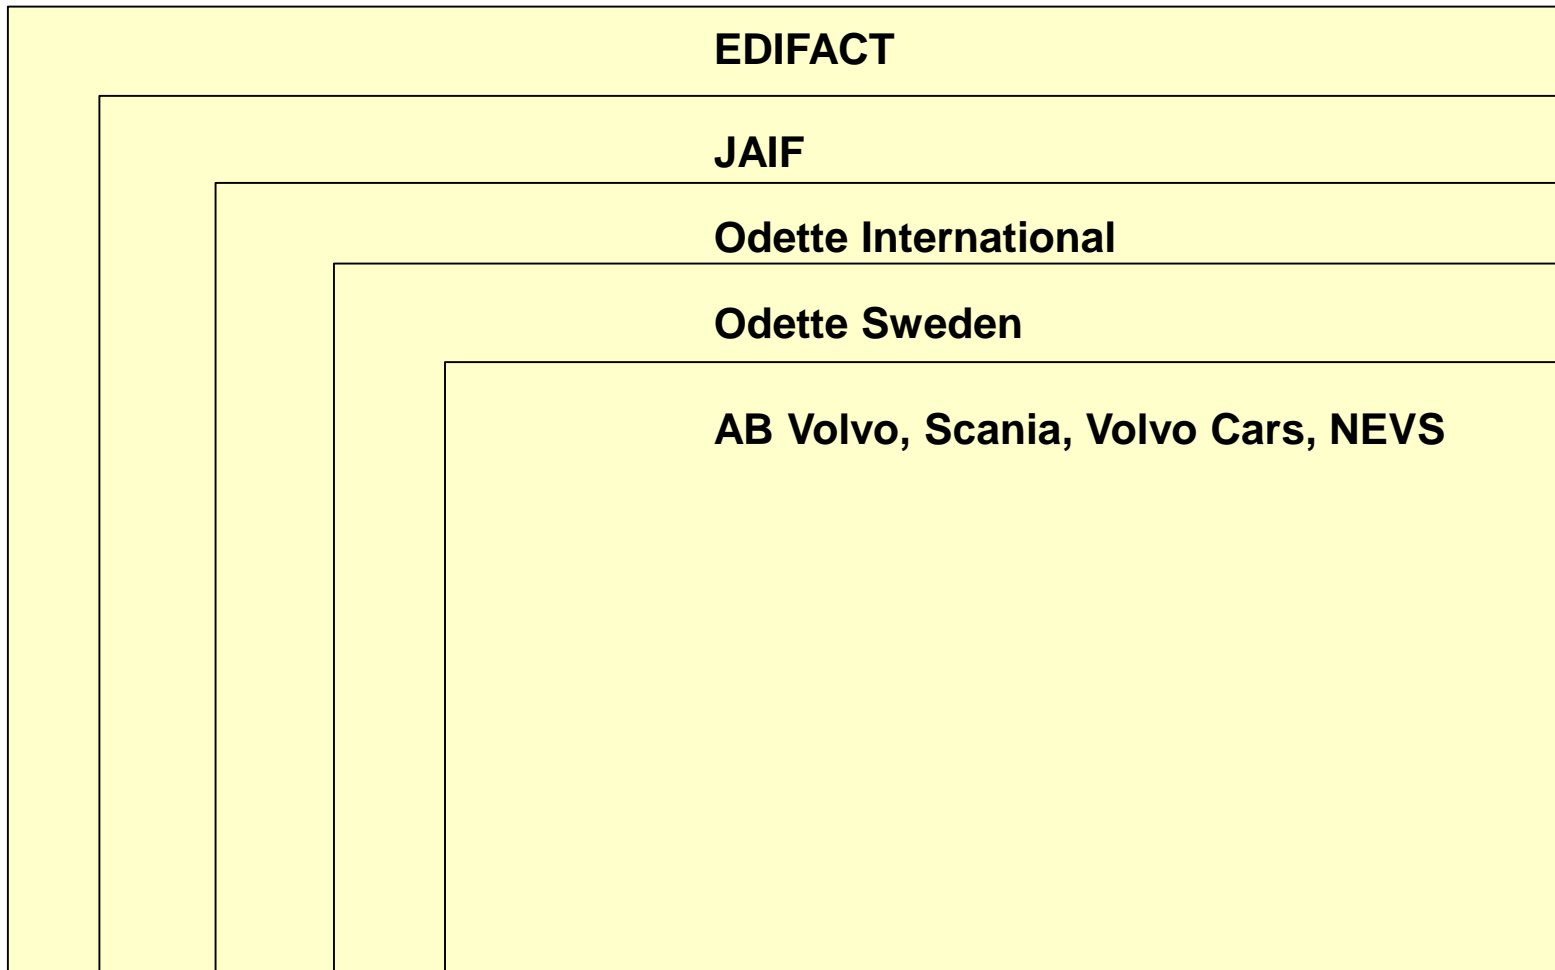 EDIFACT
JAIF
Odette International
Odette Sweden
AB Volvo, Scania, Volvo Cars, NEVS